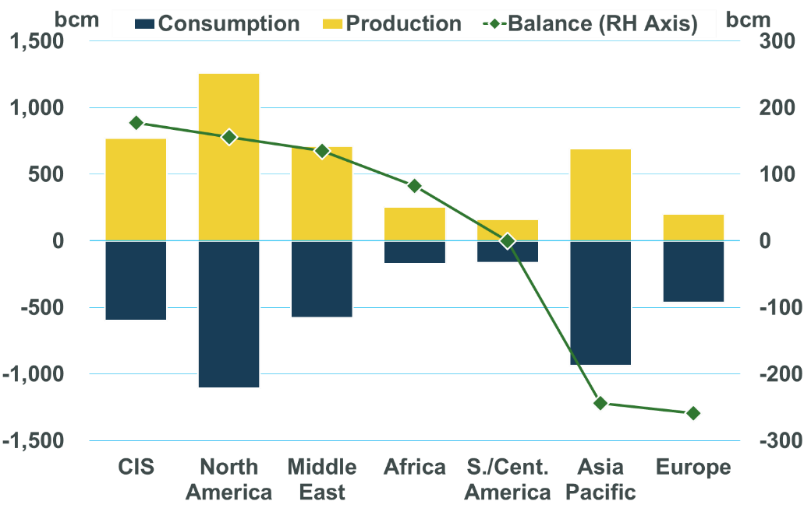 bcm
Consumption
Production
Balance (RH Axis)
bcm
1,500
1,000
500
0
-500
-1,000
-1,500
300
200
100
0
-100
-200
-300
CIS
North
America
Middle
East
Africa
S./Cent.
America
Asia
Pacific
Europe